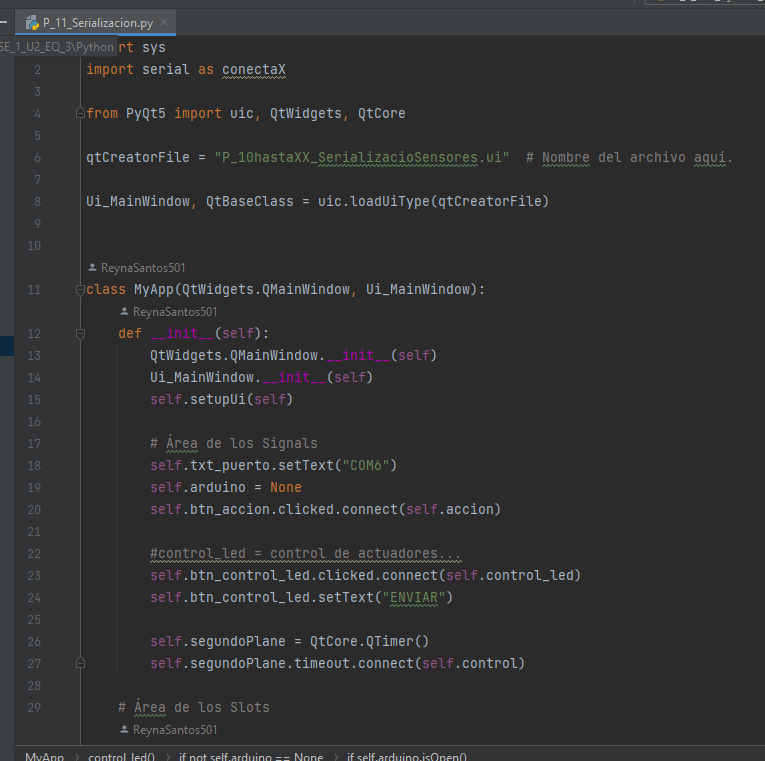 P_11_Serializacion.py
SE_1_U2_EQ_3\Python rt sys
2 import serial as conectaX
3
4 from PyQt5 import uic, QtWidgets, QtCore
5
6 qtCreatorFile = "P_10hastaXX_SerializacioSensores.ui" # Nombre del archivo aquí.
7
8 Ui_MainWindow, QtBaseClass = uic.loadUiType(qtCreatorFile)
9
10
ReynaSantos501
11 class MyApp(QtWidgets.QMainWindow, Ui_MainWindow):
ReynaSantos501
12 def __init__(self):
13 QtWidgets.QMainWindow.__init__(self)
14 Ui_MainWindow.__init__(self)
15 self.setupUi(self)
16
17 # Área de los Signals
18 self.txt_puerto.setText("COM6")
19 self.arduino = None
20 self.btn_accion.clicked.connect(self.accion)
21
22 #control_led = control de actuadores...
23 self.btn_control_led.clicked.connect(self.control_led)
24 self.btn_control_led.setText("ENVIAR")
25
26 self.segundoPlane = QtCore.QTimer()
27 self.segundoPlane.timeout.connect(self.control)
28
29 # Área de los Slots
ReynaSantos501
MyApp > control_led() > if not self.arduino == None > if self.arduino.isOpen()